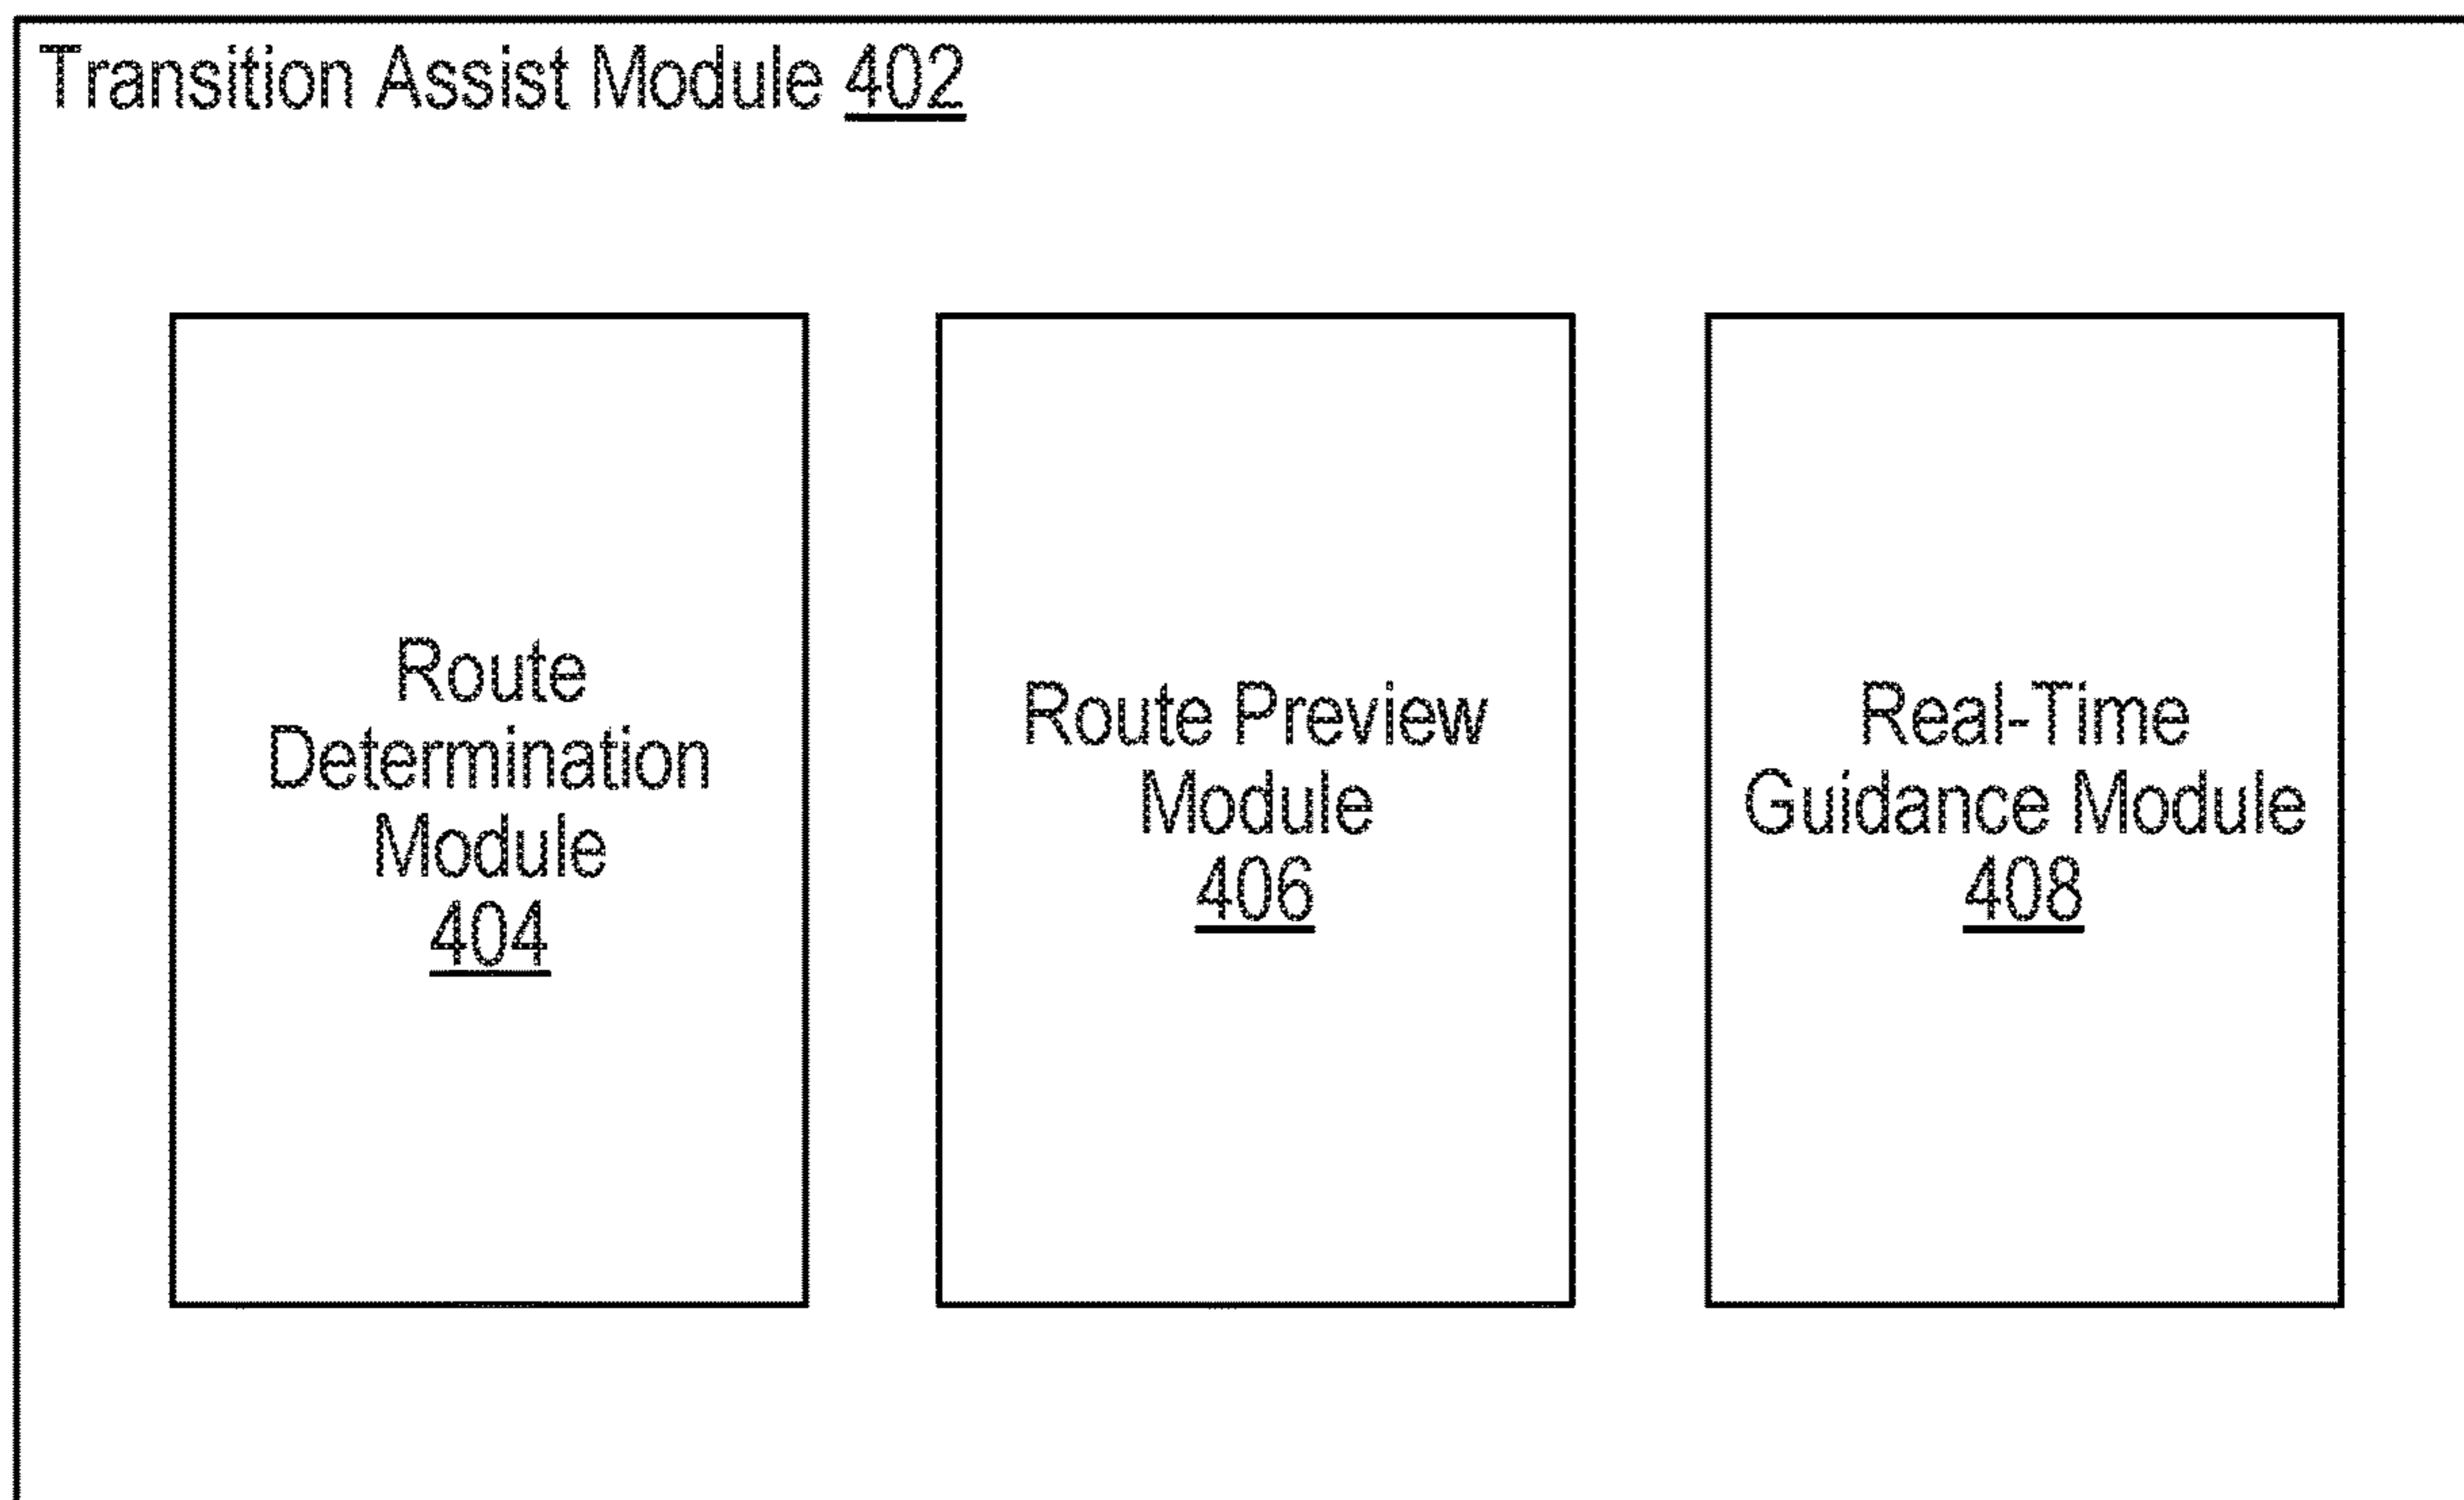 Transition Assist Module 402
Route
Determination
Module
404
Route Preview
Module
406
Real-Time
Guidance Module
408